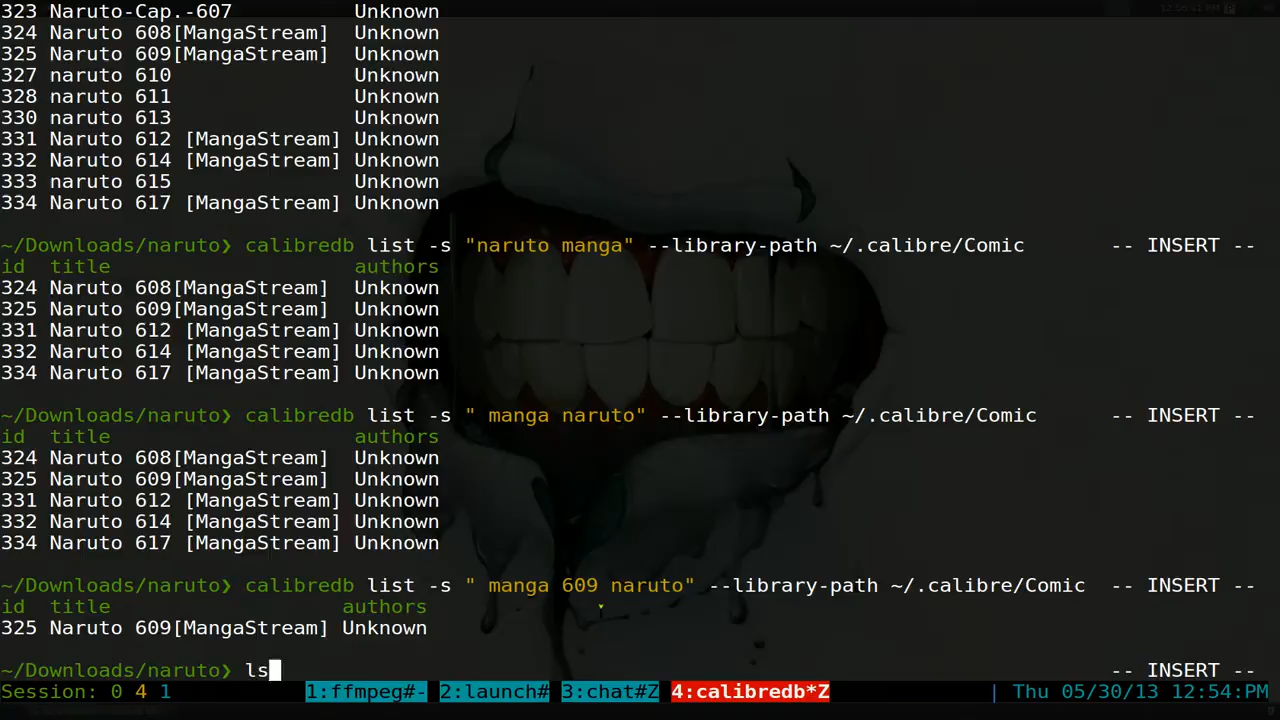 323 Naruto-Cap.-607 Unknown
324 Naruto 608[MangaStream] Unknown
325 Naruto 609[MangaStream] Unknown
327 naruto 610 Unknown
328 naruto 611 Unknown
330 naruto 613 Unknown
331 Naruto 612 [MangaStream] Unknown
332 Naruto 614 [MangaStream] Unknown
333 naruto 615 Unknown
334 Naruto 617 [MangaStream] Unknown
~/Downloads/naruto❯ calibredb list -s "naruto manga" --library-path ~/.calibre/Comic -- INSERT --
id title authors
324 Naruto 608[MangaStream] Unknown
325 Naruto 609[MangaStream] Unknown
331 Naruto 612 [MangaStream] Unknown
332 Naruto 614 [MangaStream] Unknown
334 Naruto 617 [MangaStream] Unknown
~/Downloads/naruto❯ calibredb list -s " manga naruto" --library-path ~/.calibre/Comic -- INSERT --
id title authors
324 Naruto 608[MangaStream] Unknown
325 Naruto 609[MangaStream] Unknown
331 Naruto 612 [MangaStream] Unknown
332 Naruto 614 [MangaStream] Unknown
334 Naruto 617 [MangaStream] Unknown
~/Downloads/naruto❯ calibredb list -s " manga 609 naruto" --library-path ~/.calibre/Comic -- INSERT --
id title authors
325 Naruto 609[MangaStream] Unknown
~/Downloads/naruto❯ ls -- INSERT --
Session: 0 4 1 1:ffmpeg#- 2:launch# 3:chat#Z 4:calibredb*Z | Thu 05/30/13 12:54:PM